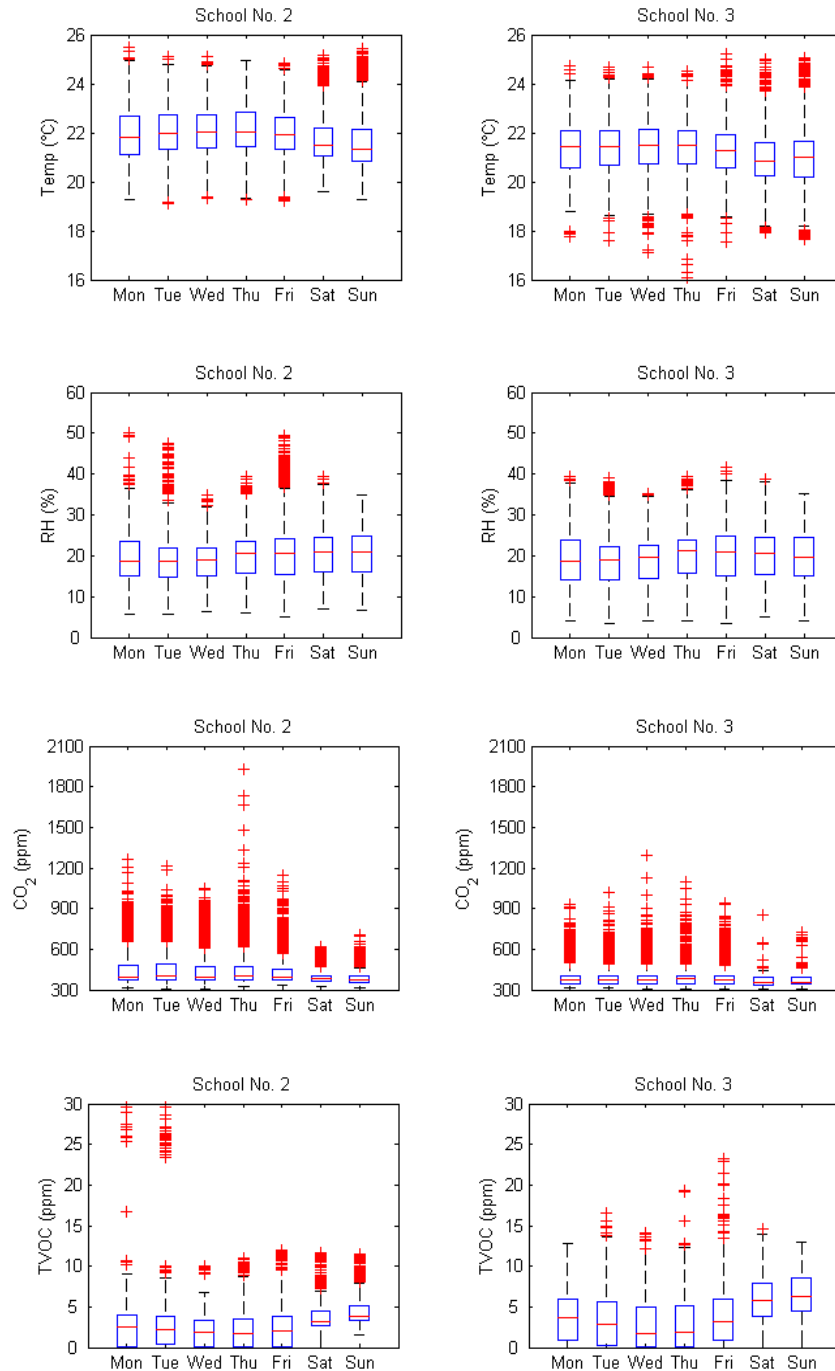 School No. 2
26
24
22
20
18
16
Temp (°C)
Mon Tue Wed Thu Fri Sat Sun
School No. 3
26
24
22
20
18
16
Temp (°C)
Mon Tue Wed Thu Fri Sat Sun
School No. 2
60
50
40
30
20
10
0
RH (%)
Mon Tue Wed Thu Fri Sat Sun
School No. 3
60
50
40
30
20
10
0
RH (%)
Mon Tue Wed Thu Fri Sat Sun
School No. 2
2100
1800
1500
1200
900
600
300
CO2 (ppm)
Mon Tue Wed Thu Fri Sat Sun
School No. 3
2100
1800
1500
1200
900
600
300
CO2 (ppm)
Mon Tue Wed Thu Fri Sat Sun
School No. 2
30
25
20
15
10
5
0
TVOC (ppm)
Mon Tue Wed Thu Fri Sat Sun
School No. 3
30
25
20
15
10
5
0
TVOC (ppm)
Mon Tue Wed Thu Fri Sat Sun